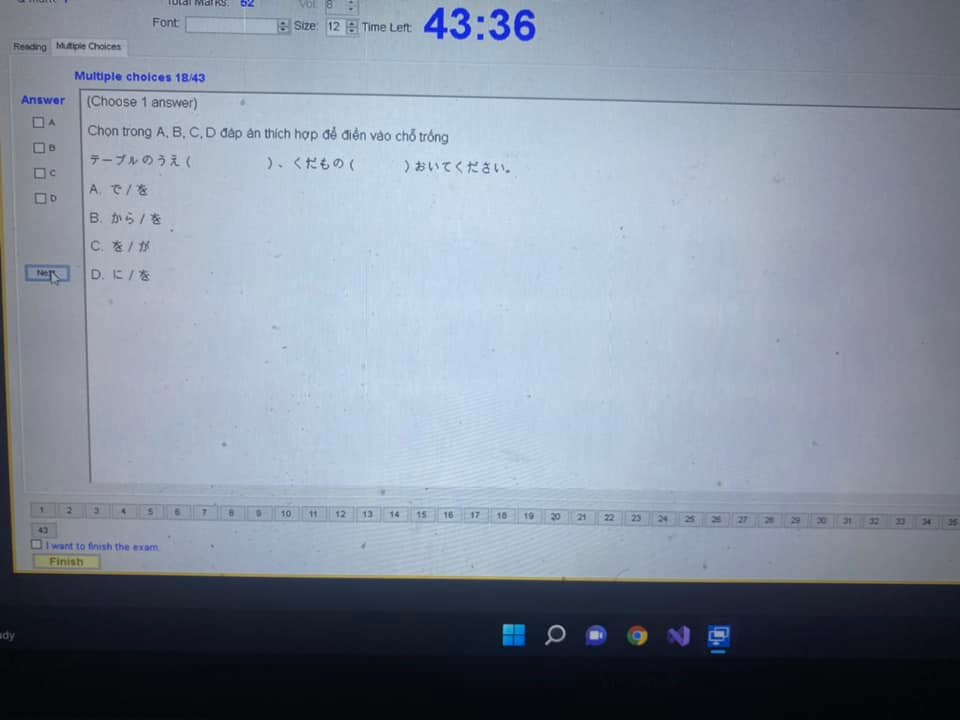 Total Marks: 62 Vol: 8
Font: Size: 12 Time Left: 43:36
Reading Multiple Choices
Multiple choices 18/43
Answer
A
B
C
D
(Choose 1 answer)
Chọn trong A, B, C, D đáp án thích hợp để điền vào chỗ trống
テーブルのうえ ( ) 、くだもの ( ) おいてください。
A. で / を
B. から / を
C. を / が
D. に / を
1 2 3 4 5 6 7 8 9 10 11 12 13 14 15 16 17 18 19 20 21 22 23 24 25 26 27 28 29 30 31 32 33 34 35
43
I want to finish the exam.
Finish